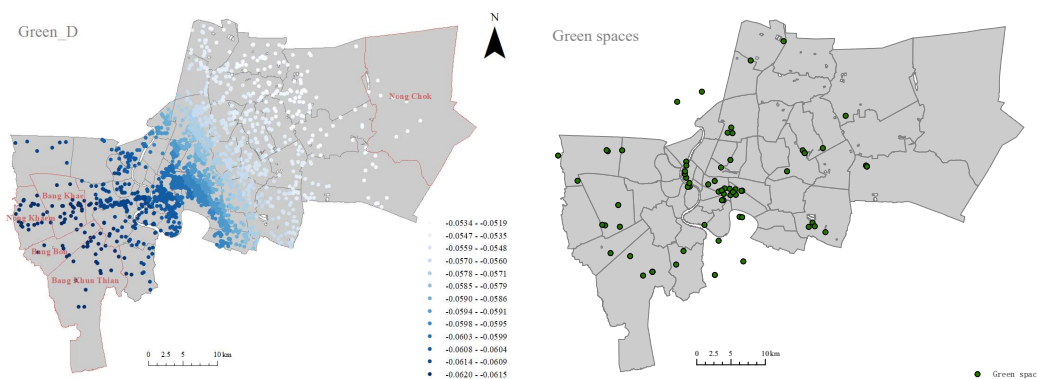 Green_D
N
Nong Chok
Bang Khae
Nong Khaem
Bang Bon
Bang Khun Thian
-0.0534 - -0.0519
-0.0547 - -0.0535
-0.0559 - -0.0548
-0.0570 - -0.0560
-0.0578 - -0.0571
-0.0585 - -0.0579
-0.0590 - -0.0586
-0.0594 - -0.0591
-0.0598 - -0.0595
-0.0603 - -0.0599
-0.0608 - -0.0604
-0.0614 - -0.0609
-0.0620 - -0.0615
0 2.5 5 10 km
Green spaces
0 2.5 5 10 km
Green spac